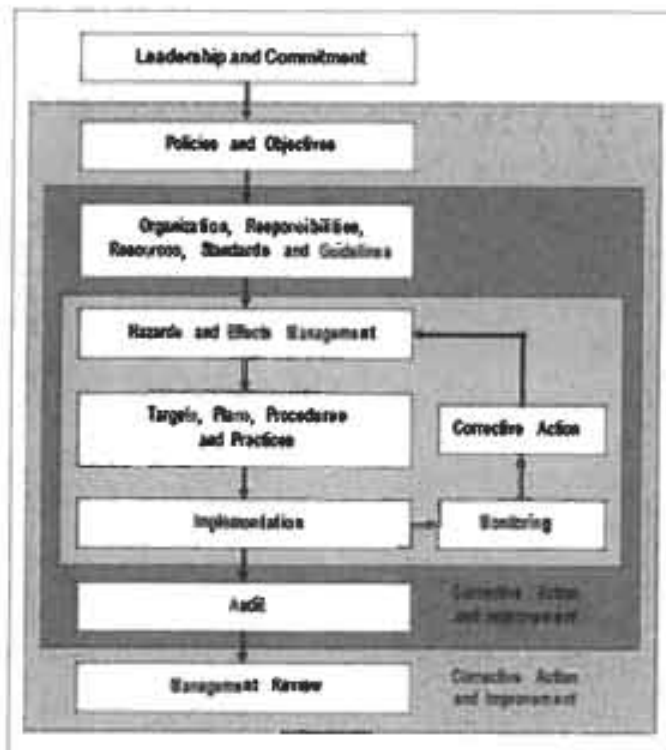 Leadership and Commitment
Policies and Objectives
Organization, Responsibilities,
Resources, Standards and Guidelines
Hazards and Effects Management
Targets, Plans, Procedures
and Practices
Corrective Action
Implementation
Monitoring
Audit
Corrective Action
and Improvement
Management Review
Corrective Action
and Improvement